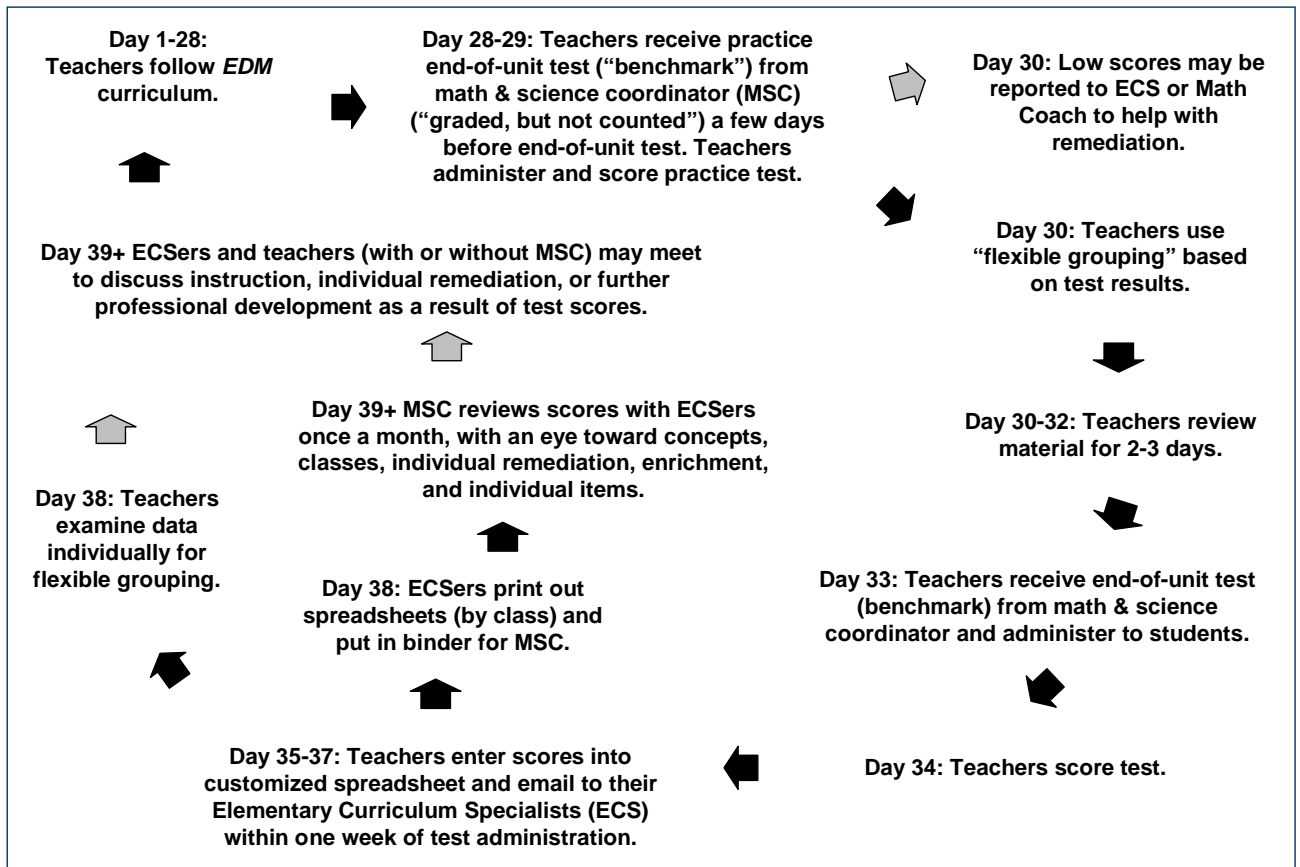 Day 1-28:
Teachers follow EDM
curriculum.
Day 28-29: Teachers receive practice
end-of-unit test (“benchmark”) from
math & science coordinator (MSC)
(“graded, but not counted”) a few days
before end-of-unit test. Teachers
administer and score practice test.
Day 30: Low scores may be
reported to ECS or Math
Coach to help with
remediation.
Day 30: Teachers use
“flexible grouping” based
on test results.
Day 30-32: Teachers review
material for 2-3 days.
Day 33: Teachers receive end-of-unit test
(benchmark) from math & science
coordinator and administer to students.
Day 34: Teachers score test.
Day 35-37: Teachers enter scores into
customized spreadsheet and email to their
Elementary Curriculum Specialists (ECS)
within one week of test administration.
Day 38: Teachers
examine data
individually for
flexible grouping.
Day 38: ECSers print out
spreadsheets (by class) and
put in binder for MSC.
Day 39+ MSC reviews scores with ECSers
once a month, with an eye toward concepts,
classes, individual remediation, enrichment,
and individual items.
Day 39+ ECSers and teachers (with or without MSC) may meet
to discuss instruction, individual remediation, or further
professional development as a result of test scores.